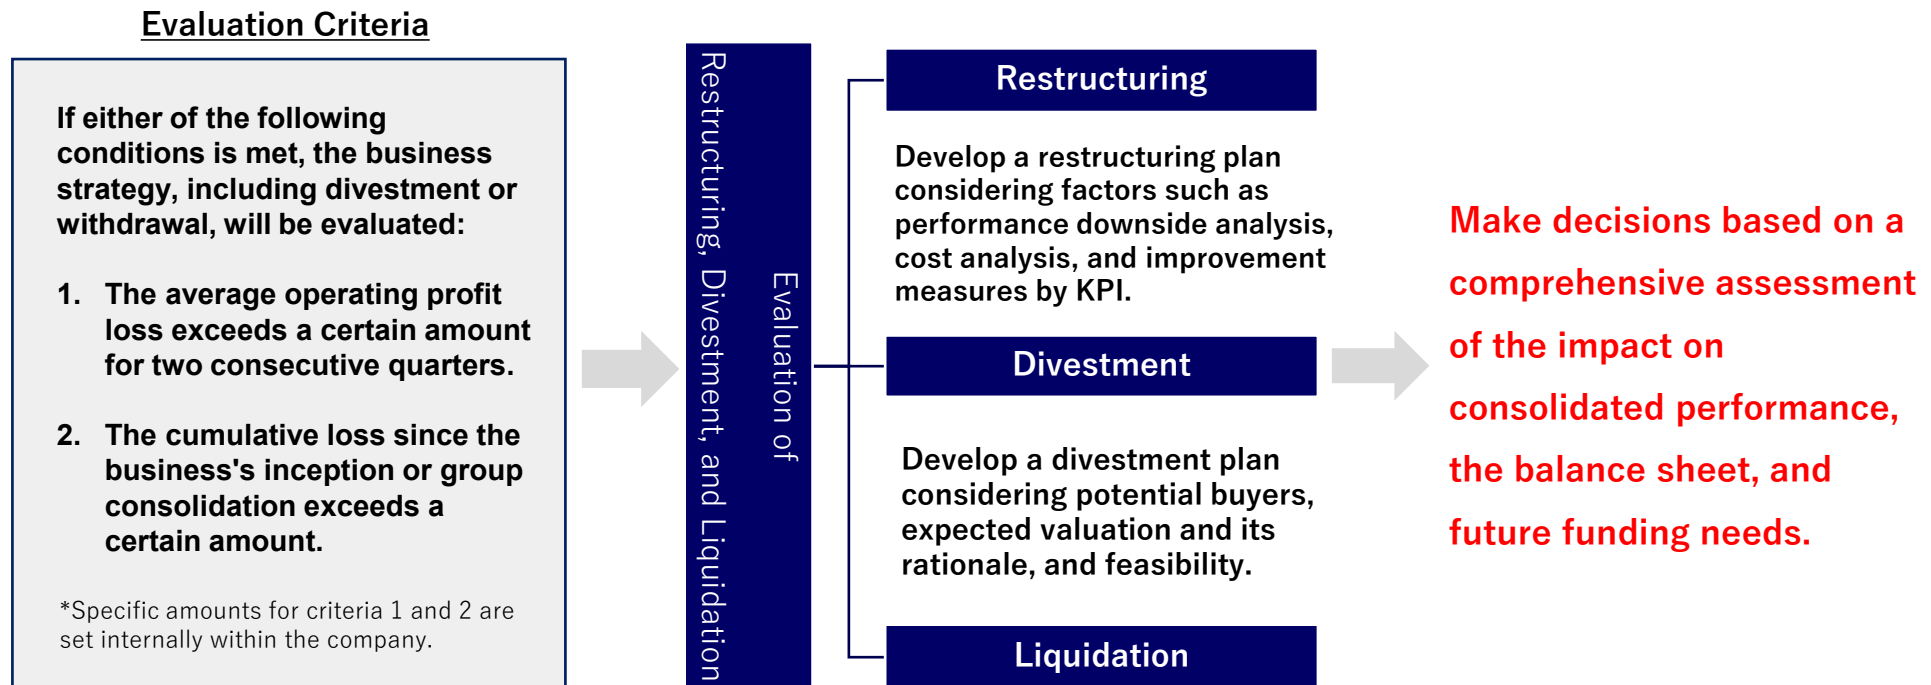 Evaluation Criteria
If either of the following
conditions is met, the business
strategy, including divestment or
withdrawal, will be evaluated:
1. The average operating profit
loss exceeds a certain amount
for two consecutive quarters.
2. The cumulative loss since the
business's inception or group
consolidation exceeds a
certain amount.
*Specific amounts for criteria 1 and 2 are
set internally within the company.
Evaluation of
Restructuring, Divestment, and Liquidation
Restructuring
Develop a restructuring plan
considering factors such as
performance downside analysis,
cost analysis, and improvement
measures by KPI.
Divestment
Develop a divestment plan
considering potential buyers,
expected valuation and its
rationale, and feasibility.
Liquidation
Make decisions based on a
comprehensive assessment
of the impact on
consolidated performance,
the balance sheet, and
future funding needs.